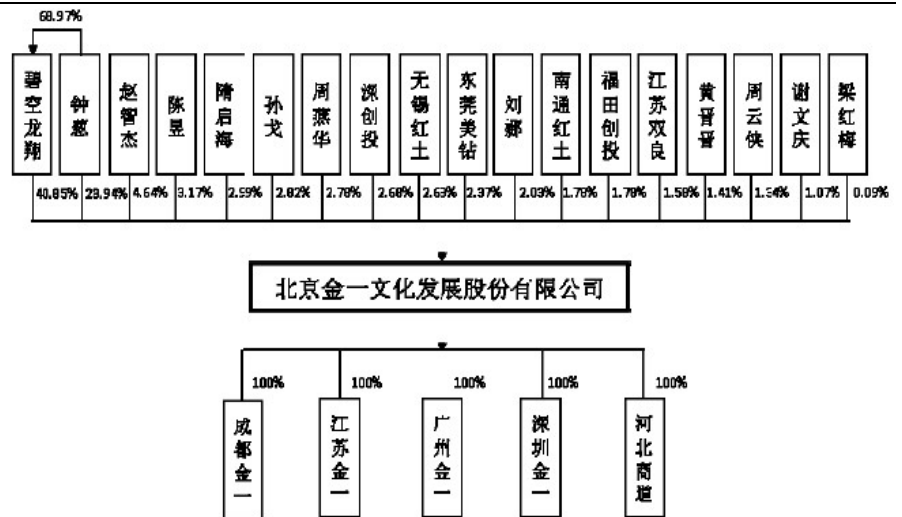 68.97%
碧空龙翔
钟葱
赵智杰
陈昱
隋启海
孙戈
周燕华
深创投
无锡红土
东莞美钻
刘娜
南通红土
福田创投
江苏双良
黄晋晋
周云侠
谢文庆
梁红梅
40.85%
23.94%
4.64%
3.17%
2.99%
2.82%
2.78%
2.68%
2.63%
2.37%
2.03%
1.78%
1.78%
1.58%
1.41%
1.34%
1.07%
0.09%
北京金一文化发展股份有限公司
100%
100%
100%
100%
100%
成都金一
江苏金一
广州金一
深圳金一
河北商道